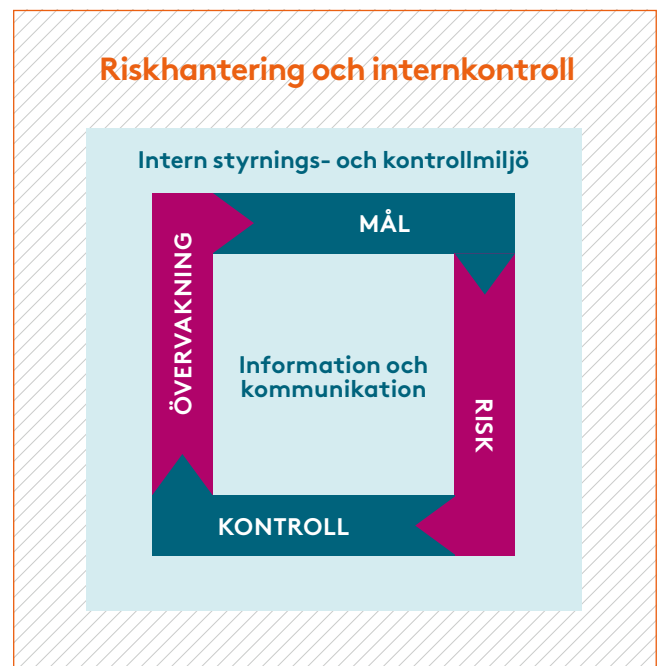 Riskhantering och internkontroll
Intern styrnings- och kontrollmiljö
MÅL
ÖVERVAKNING
Information och
kommunikation
RISK
KONTROLL